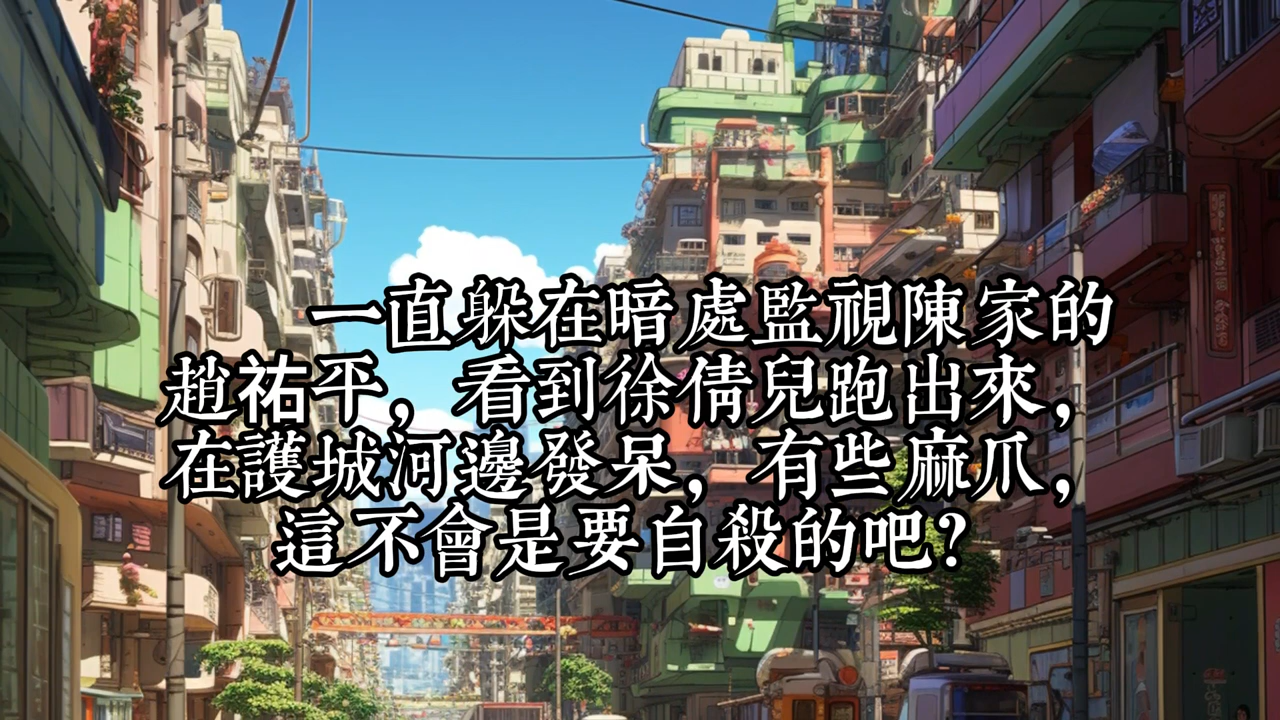 一直躲在暗處監視陳家的
趙祐平，看到徐倩兒跑出來，
在護城河邊發呆，有些麻爪，
這不會是要自殺的吧？